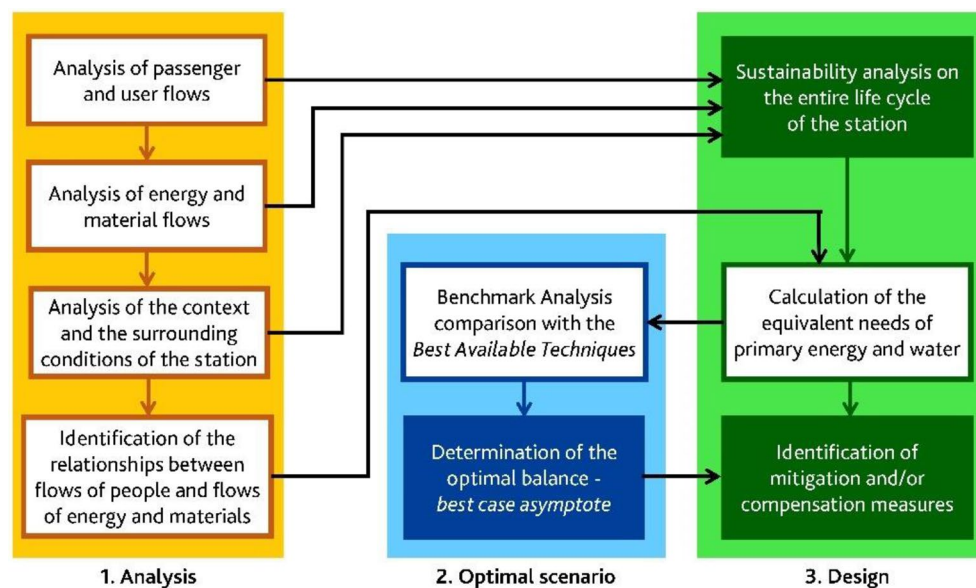 Analysis of passenger
and user flows
Analysis of energy and
material flows
Analysis of the context
and the surrounding
conditions of the station
Identification of the
relationships between
flows of people and flows
of energy and materials
1. Analysis
Benchmark Analysis
comparison with the
Best Available Techniques
Determination of the
optimal balance -
best case asymptote
2. Optimal scenario
Sustainability analysis on
the entire life cycle
of the station
Calculation of the
equivalent needs of
primary energy and water
Identification of
mitigation and/or
compensation measures
3. Design